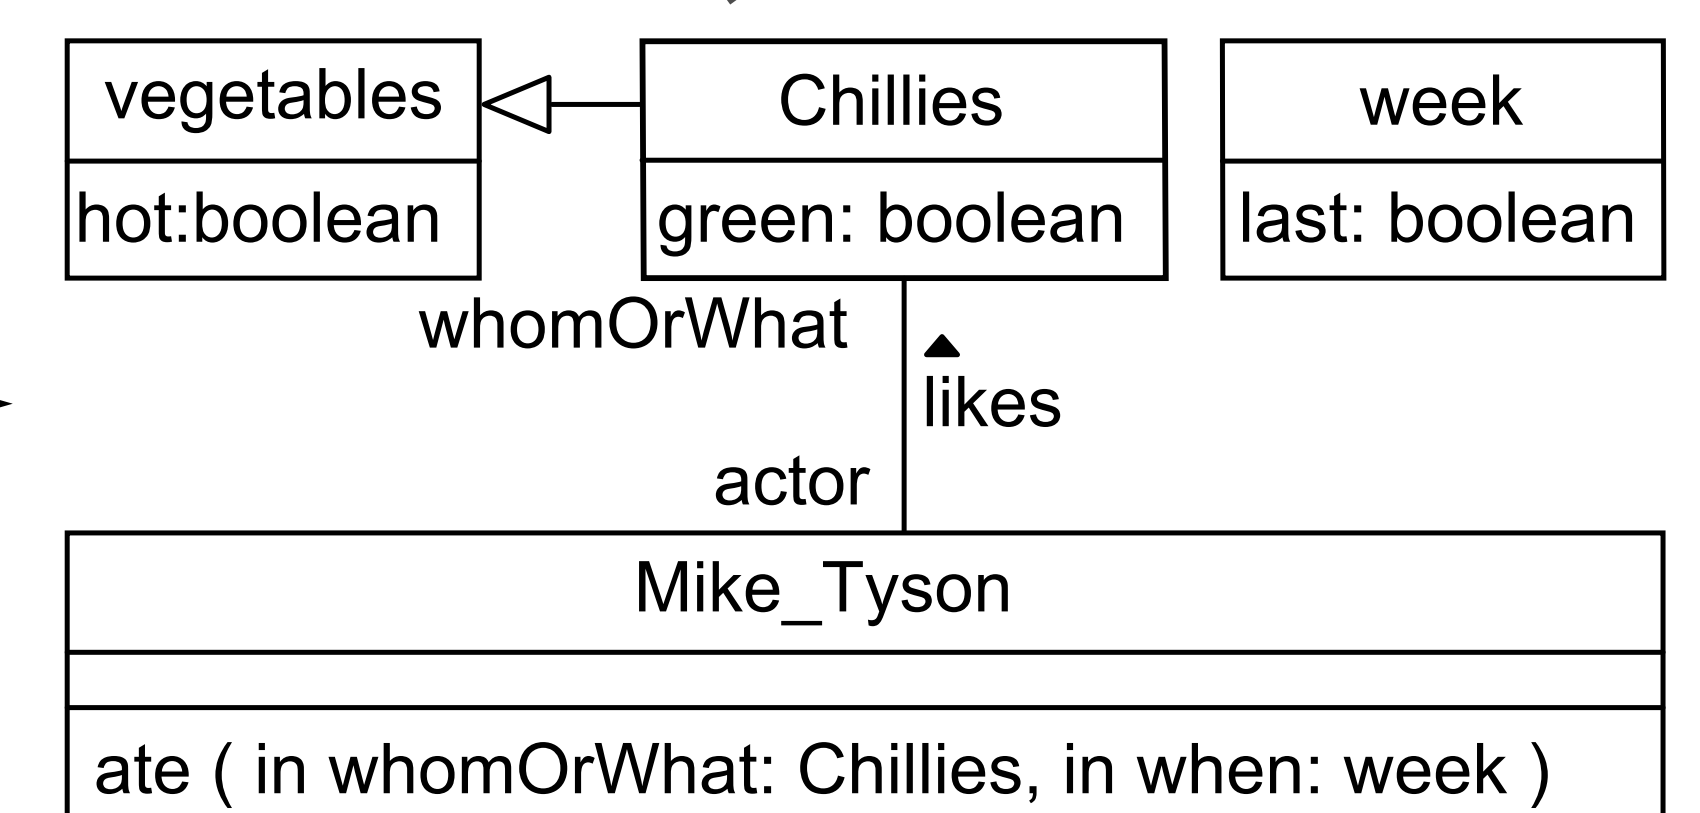 vegetables
hot:boolean
Chillies
green: boolean
week
last: boolean
whomOrWhat
likes
actor
Mike_Tyson
ate ( in whomOrWhat: Chillies, in when: week )